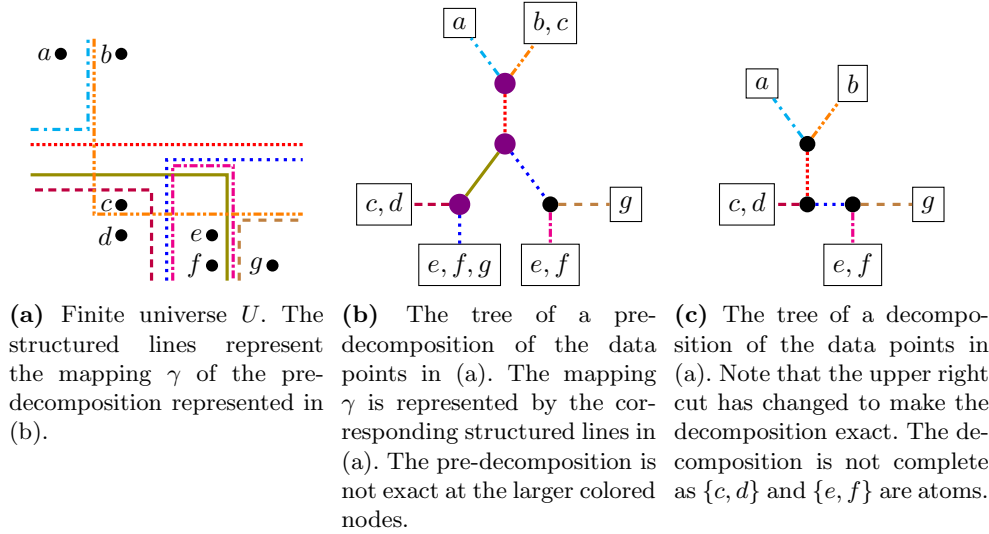 a
b
c
d
e
f
g
a
b, c
c, d
g
e, f, g
e, f
a
b
c, d
g
e, f
(a) Finite universe U. The
structured lines represent
the mapping γ of the pre-
decomposition represented in
(b).
(b) The tree of a pre-
decomposition of the data
points in (a). The mapping
γ is represented by the cor-
responding structured lines in
(a). The pre-decomposition is
not exact at the larger colored
nodes.
(c) The tree of a decompo-
sition of the data points in
(a). Note that the upper right
cut has changed to make the
decomposition exact. The de-
composition is not complete
as {c, d} and {e, f} are atoms.